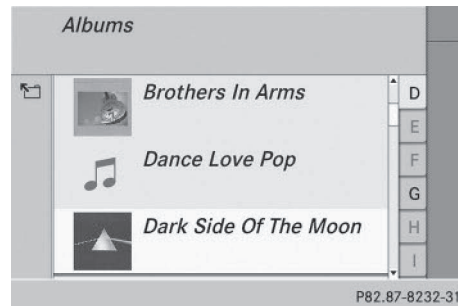 Albums
Brothers In Arms
Dance Love Pop
Dark Side Of The Moon
D
E
F
G
H
I
P82.87-8232-31